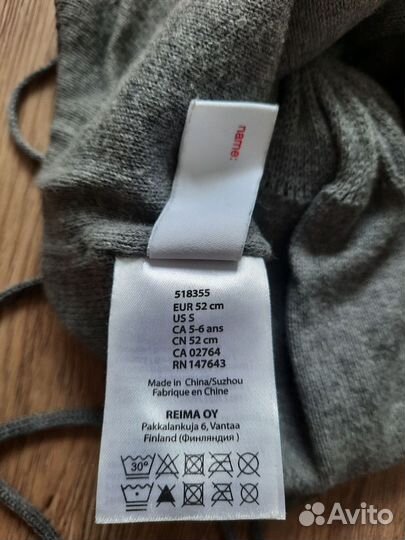 name:
518355
EUR 52 cm
US S
CA 5-6 ans
CN 52 cm
CA 02764
RN 147643
Made in China/Suzhou
Fabrique en Chine
REIMA OY
Pakkalankuja 6, Vantaa
Finland (Финляндия )
30°
Avito